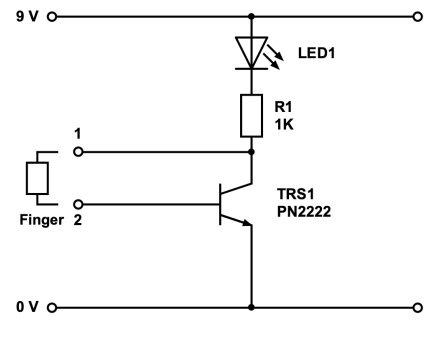 9 V
LED1
R1
1K
1
Finger 2
TRS1
PN2222
0 V